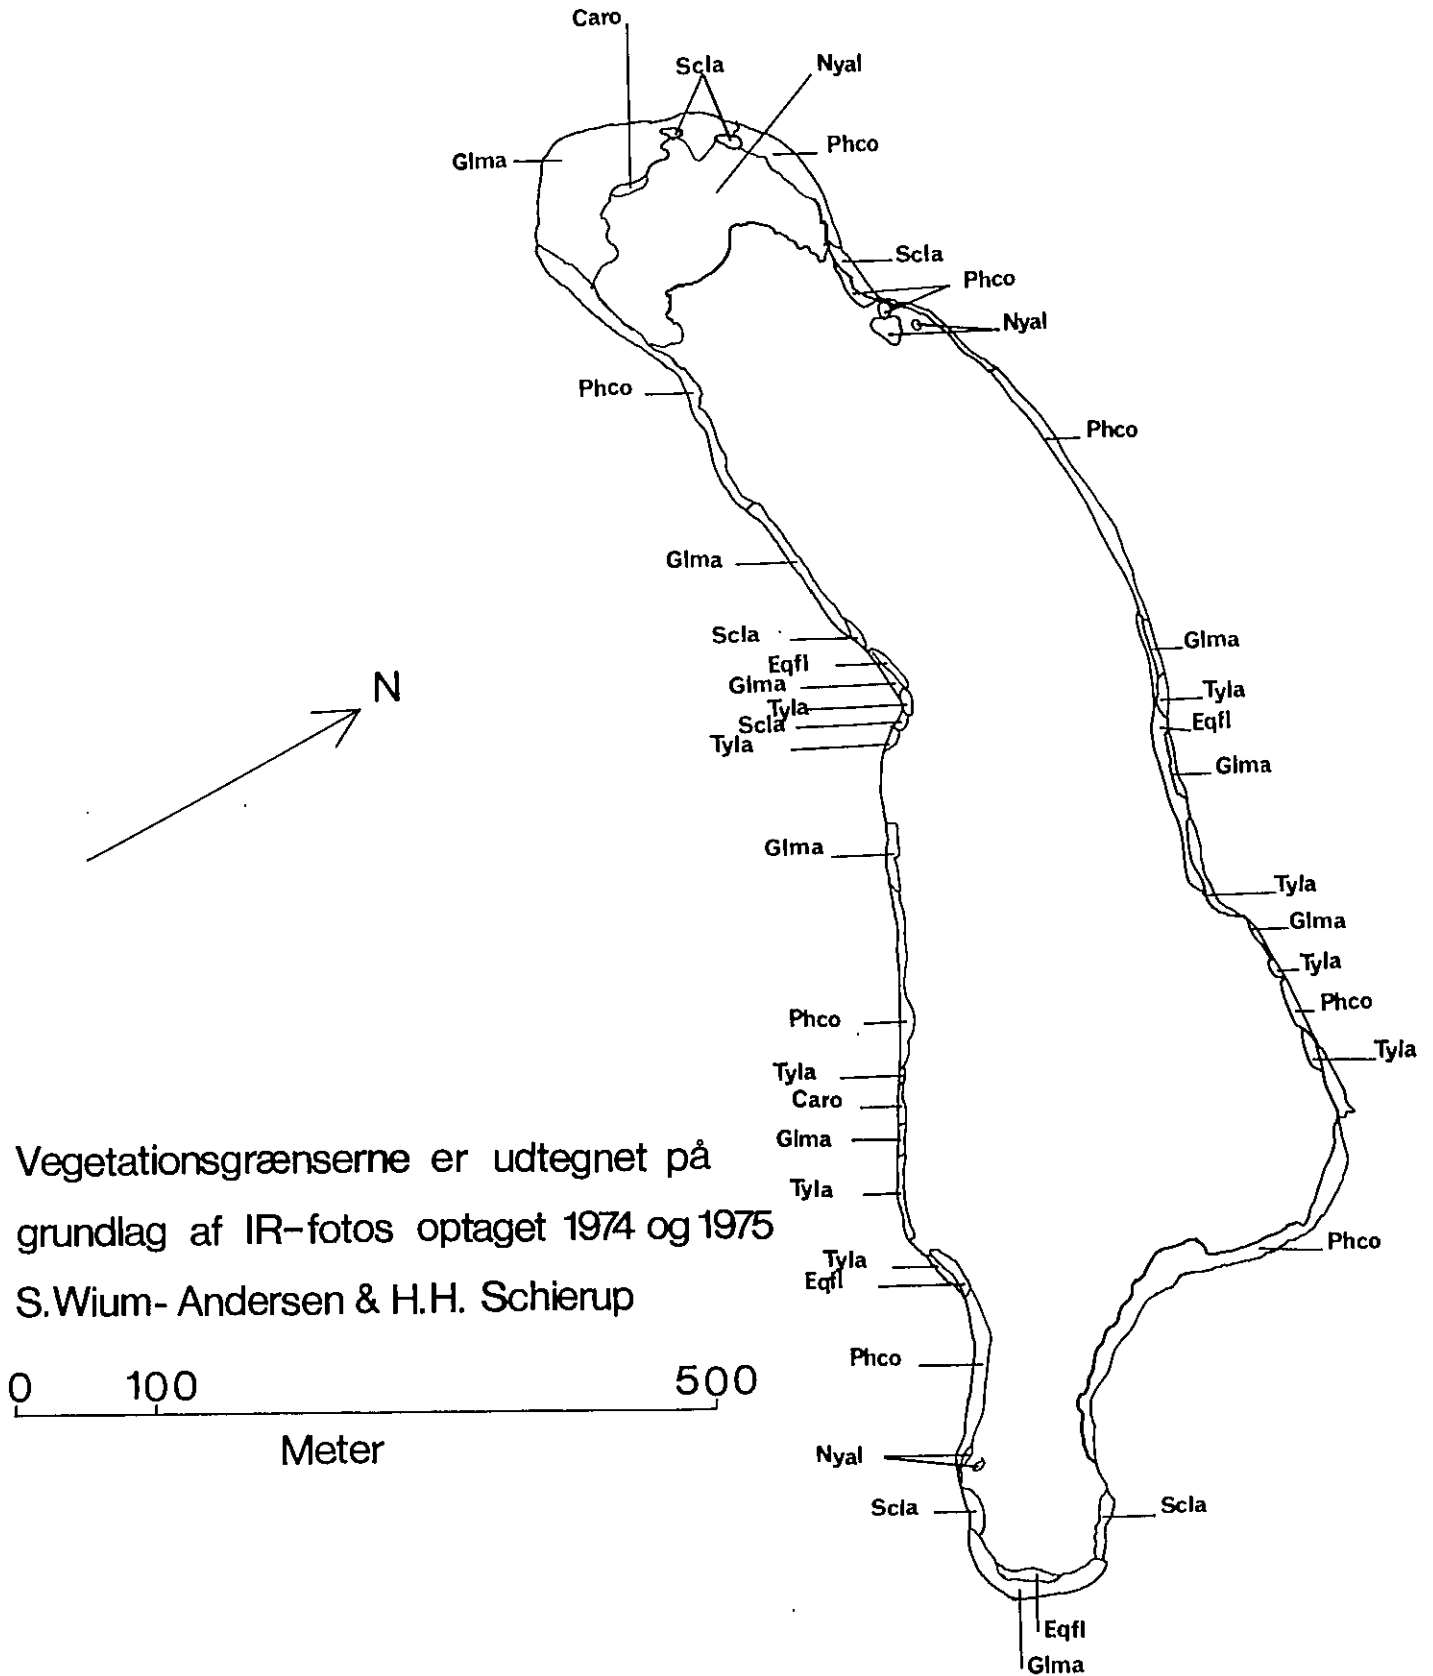 Caro
Scla
Nyal
Glma
Phco
Scla
Phco
Nyal
Phco
Phco
Glma
Scla
Eqfl
Glma
Tyla
Scla
Tyla
Glma
Tyla
Eqfl
Glma
N
Glma
Tyla
Glma
Tyla
Phco
Phco
Tyla
Tyla
Caro
Glma
Tyla
Phco
Tyla
Eqfl
Phco
Nyal
Scla
Scla
Eqfl
Glma
Vegetationsgrænserne er udtegnet på
grundlag af IR-fotos optaget 1974 og 1975
S.Wium-Andersen & H.H. Schierup
0 100 500
Meter